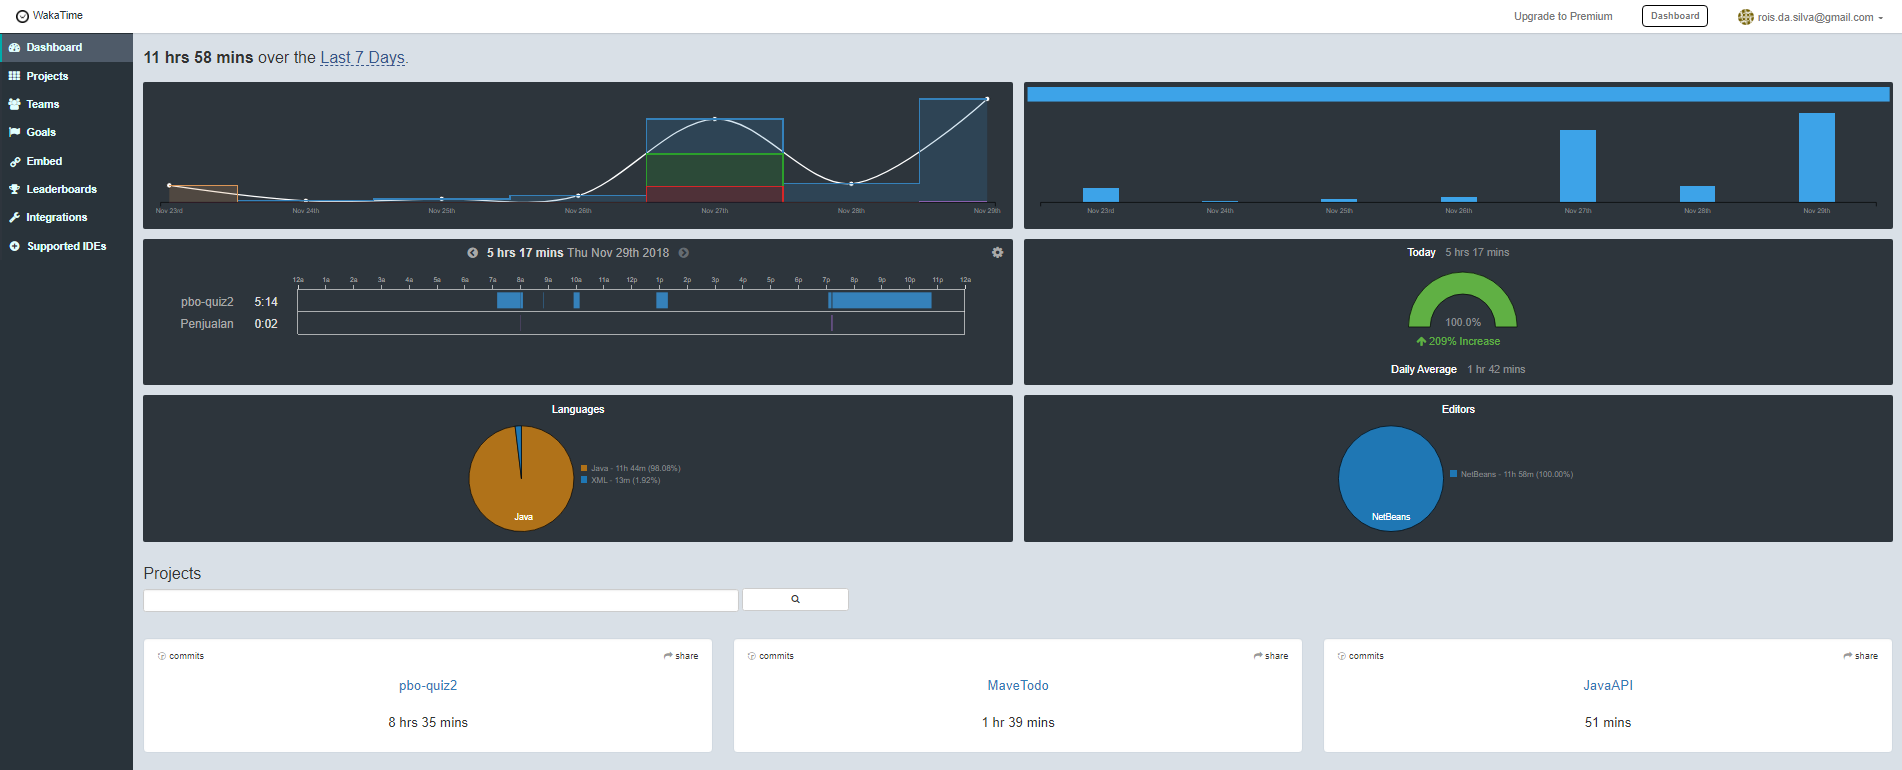 WakaTime
Upgrade to Premium
Dashboard
rois.da.silva@gmail.com
Dashboard
Projects
Teams
Goals
Embed
Leaderboards
Integrations
Supported IDEs
11 hrs 58 mins over the Last 7 Days.
Nov 23rd Nov 24th Nov 25th Nov 26th Nov 27th Nov 28th Nov 29th
Nov 23rd Nov 24th Nov 25th Nov 26th Nov 27th Nov 28th Nov 29th
5 hrs 17 mins Thu Nov 29th 2018
12a 1a 2a 3a 4a 5a 6a 7a 8a 9a 10a 11a 12p 1p 2p 3p 4p 5p 6p 7p 8p 9p 10p 11p 12a
pbo-quiz2 5:14
Penjualan 0:02
Today 5 hrs 17 mins
100.0%
209% Increase
Daily Average 1 hr 42 mins
Languages
Java - 11h 44m (98.08%)
XML - 13m (1.92%)
Java
Editors
NetBeans - 11h 58m (100.00%)
NetBeans
Projects
commits share
pbo-quiz2
8 hrs 35 mins
commits share
MaveTodo
1 hr 39 mins
commits share
JavaAPI
51 mins